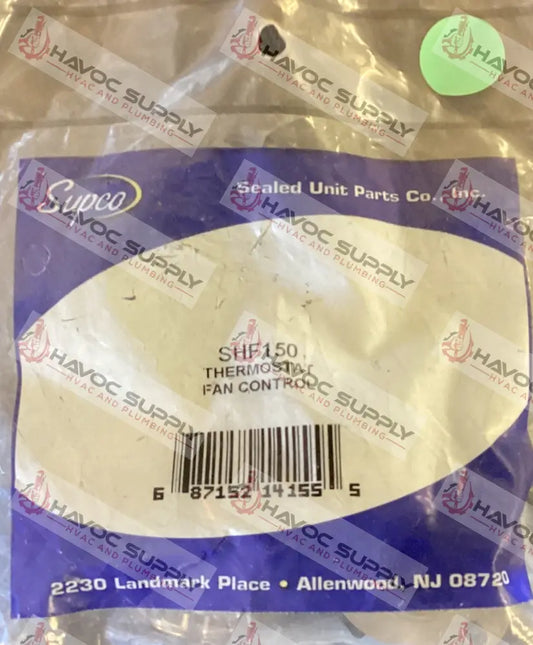 Supco
Sealed Unit Parts Co., Inc.
SHF150
THERMOSTAT
FAN CONTROL
6 87152 14155 5
2230 Landmark Place • Allenwood, NJ 08720
HAVOC SUPPLY
HVAC AND PLUMBING